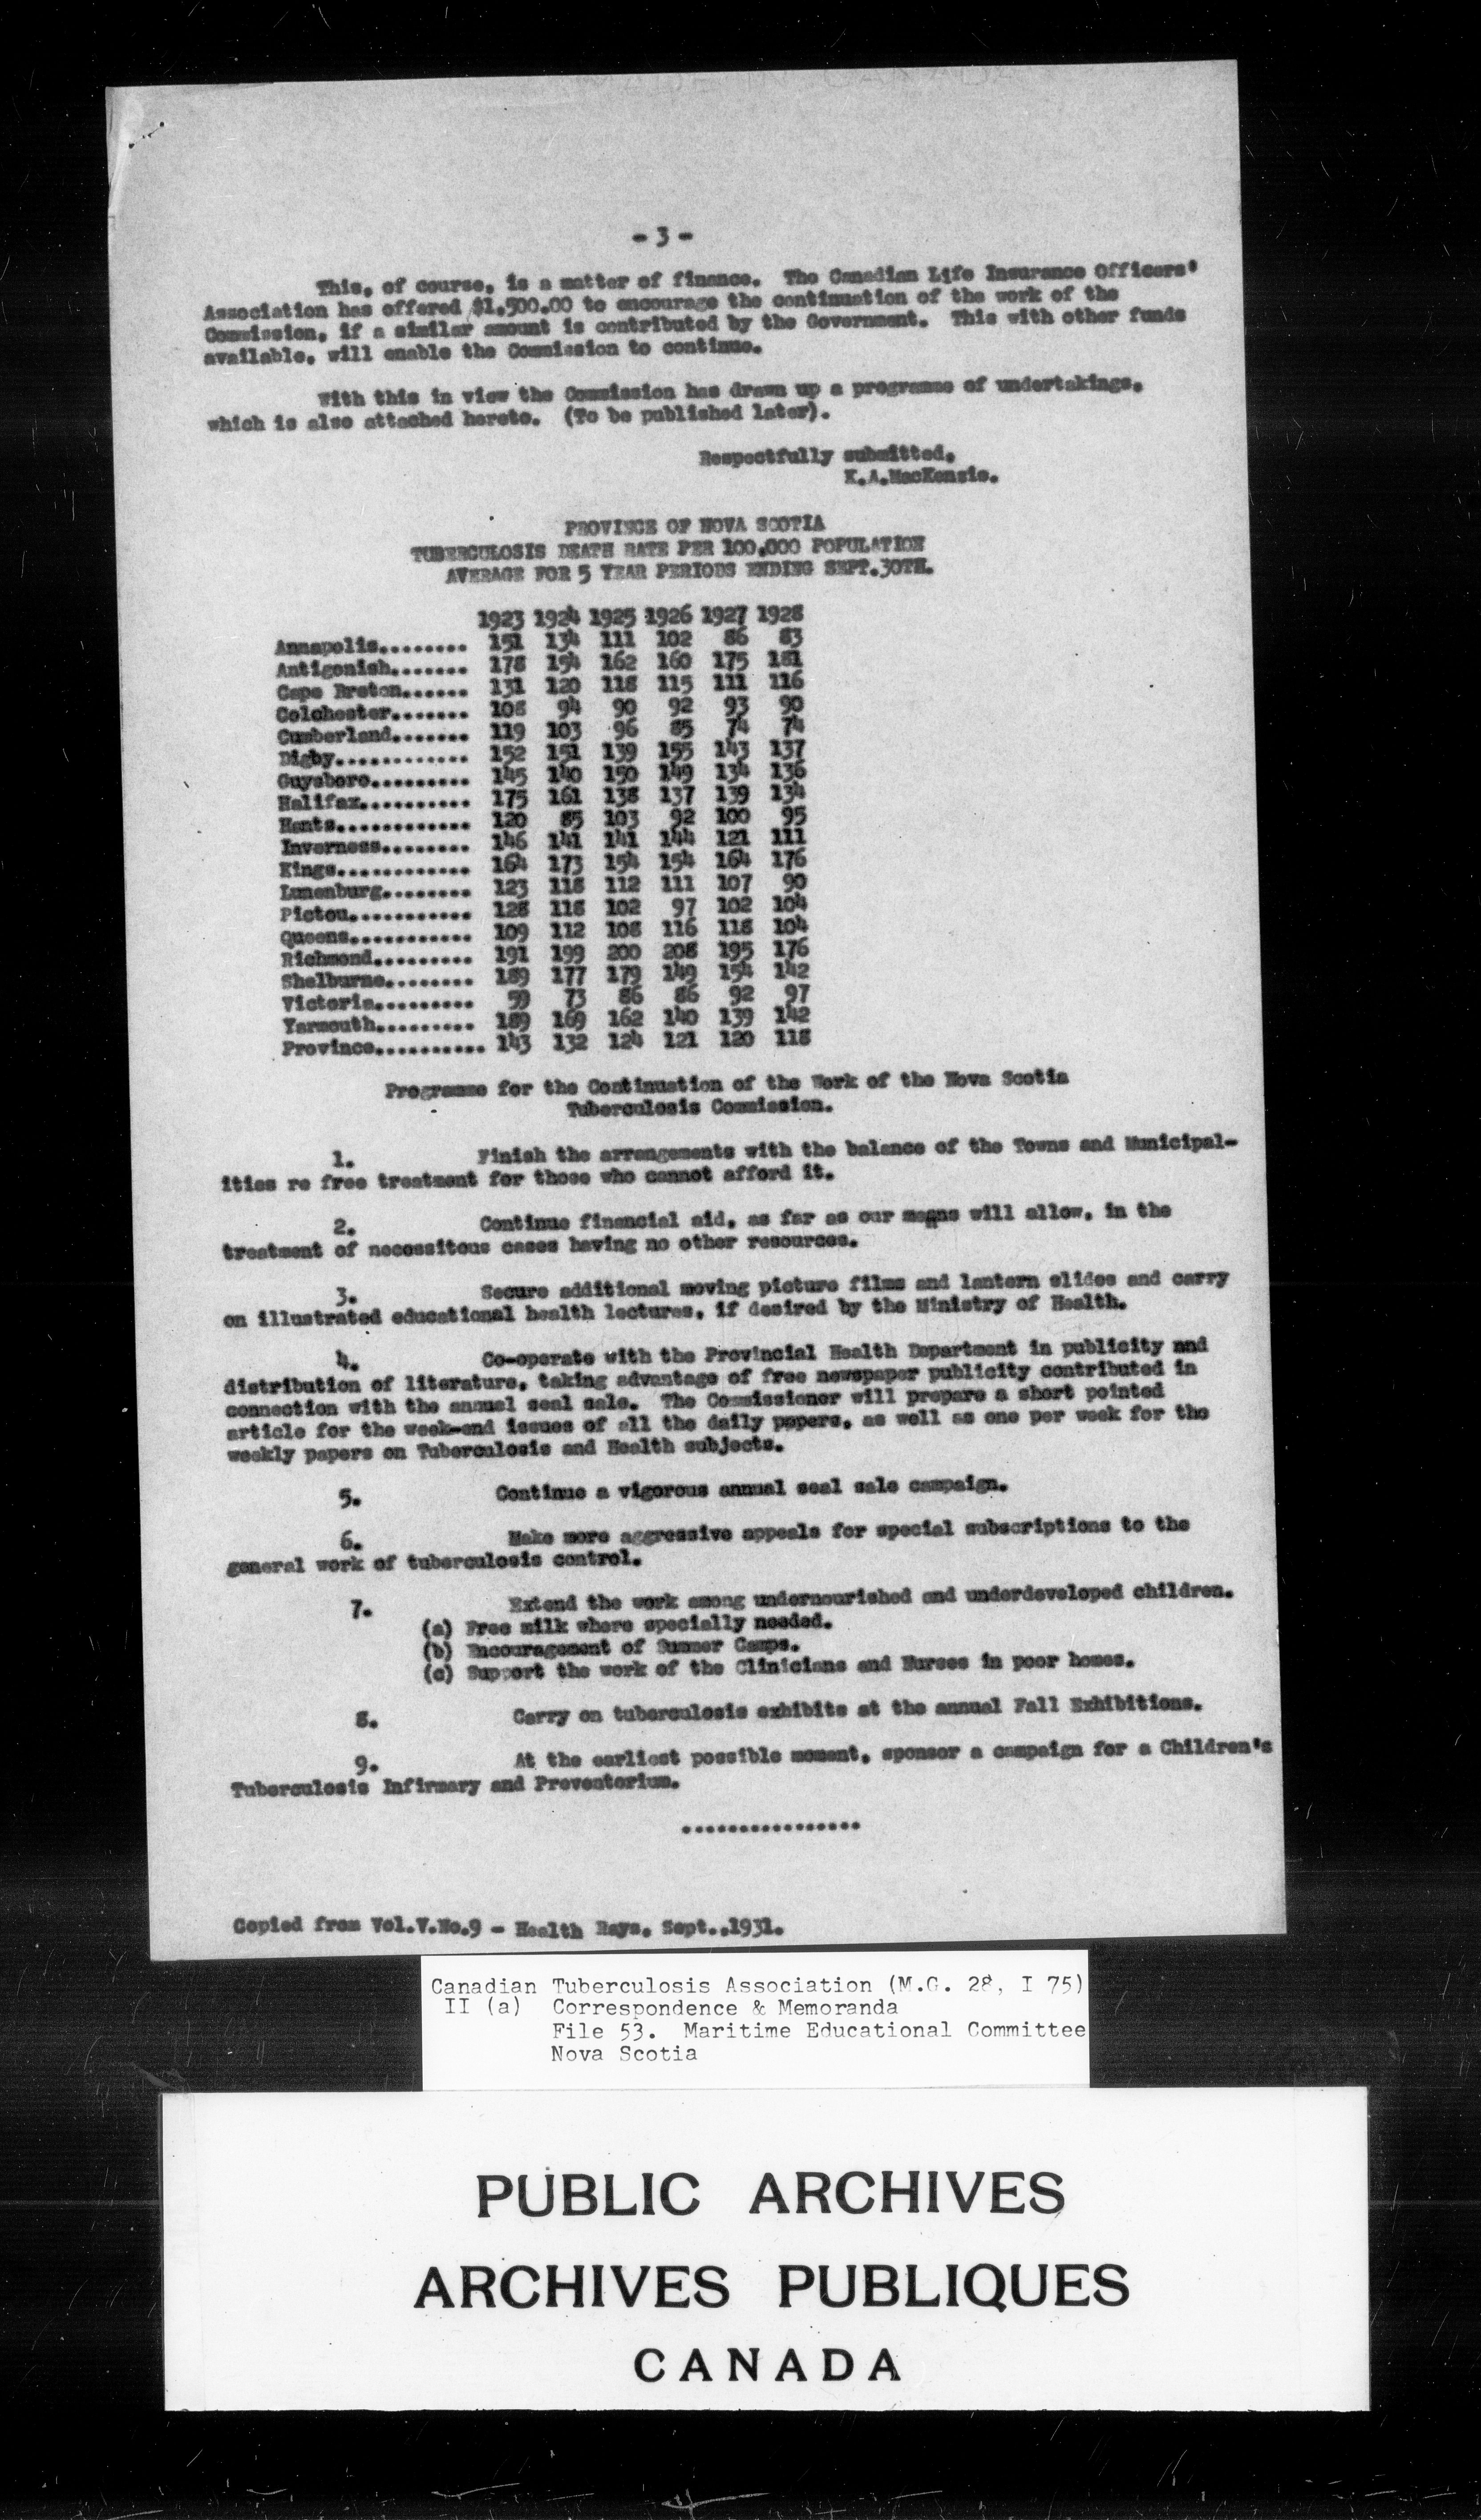 - 3 -
This, of course, is a matter of finance. The Canadian Life Insurance Officers'
Association has offered $1,500.00 to encourage the continuation of the work of the
Commission, if a similar amount is contributed by the Government. This with other funds
available, will enable the Commission to continue.
With this in view the Commission has drawn up a programme of undertakings,
which is also attached hereto. (To be published later).
Respectfully submitted,
K.A.MacKenzie.
PROVINCE OF NOVA SCOTIA
TUBERCULOSIS DEATH RATE PER 100,000 POPULATION
AVERAGE FOR 5 YEAR PERIODS ENDING SEPT.30TH.
1923 1924 1925 1926 1927 1928
Annapolis........ 151 134 111 102 86 83
Antigonish....... 178 154 162 160 175 181
Cape Breton...... 131 120 118 115 111 116
Colchester....... 108 94 90 92 93 90
Cumberland....... 119 103 96 85 74 74
Digby............ 152 151 139 155 143 137
Guysboro......... 145 140 150 149 134 136
Halifax.......... 175 161 138 137 139 134
Hants............ 120 85 103 92 100 95
Inverness........ 146 141 141 144 121 111
Kings............ 164 173 154 154 164 176
Lunenburg........ 123 118 112 111 107 90
Pictou........... 128 118 102 97 102 104
Queens........... 109 112 108 116 118 104
Richmond......... 191 199 200 208 195 176
Shelburne........ 189 177 179 149 154 142
Victoria......... 59 73 86 86 92 97
Yarmouth......... 189 169 162 140 139 142
Province.......... 143 132 124 121 120 118
Programme for the Continuation of the Work of the Nova Scotia
Tuberculosis Commission.
1. Finish the arrangements with the balance of the Towns and Municipal-
ities re free treatment for those who cannot afford it.
2. Continue financial aid, as far as our means will allow, in the
treatment of necessitous cases having no other resources.
3. Secure additional moving picture films and lantern slides and carry
on illustrated educational health lectures, if desired by the Ministry of Health.
4. Co-operate with the Provincial Health Department in publicity and
distribution of literature, taking advantage of free newspaper publicity contributed in
connection with the annual seal sale. The Commissioner will prepare a short pointed
article for the week-end issues of all the daily papers, as well as one per week for the
weekly papers on Tuberculosis and Health subjects.
5. Continue a vigorous annual seal sale campaign.
6. Make more aggressive appeals for special subscriptions to the
general work of tuberculosis control.
7. Extend the work among undernourished and underdeveloped children.
(a) Free milk where specially needed.
(b) Encouragement of Summer Camps.
(c) Support the work of the Clinicians and Nurses in poor homes.
8. Carry on tuberculosis exhibits at the annual Fall Exhibitions.
9. At the earliest possible moment, sponsor a campaign for a Children's
Tuberculosis Infirmary and Preventorium.
................
Copied from Vol.V.No.9 - Health Rays, Sept.,1931.
Canadian Tuberculosis Association (M.G. 28, I 75)
II (a) Correspondence & Memoranda
File 53. Maritime Educational Committee
Nova Scotia
PUBLIC ARCHIVES
ARCHIVES PUBLIQUES
CANADA